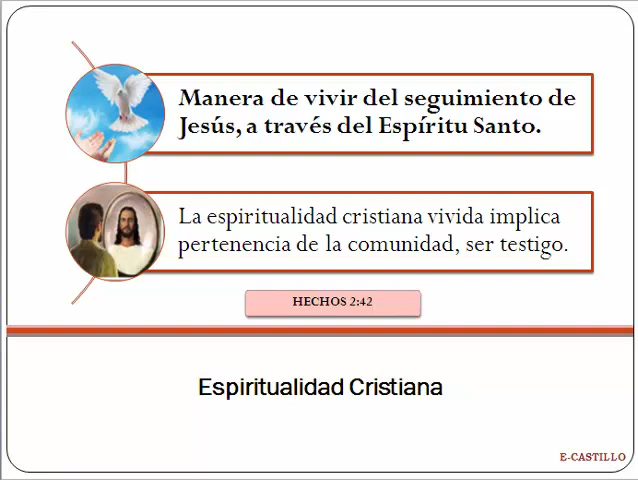 Manera de vivir del seguimiento de
Jesús, a través del Espíritu Santo.
La espiritualidad cristiana vivida implica
pertenencia de la comunidad, ser testigo.
HECHOS 2:42
Espiritualidad Cristiana
E-CASTILLO